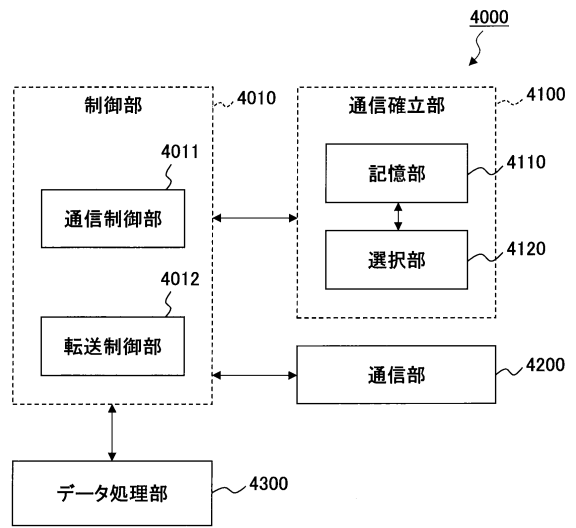 4000
制御部
4010
通信確立部
4100
4011
通信制御部
記憶部
4110
選択部
4120
4012
転送制御部
通信部
4200
データ処理部
4300